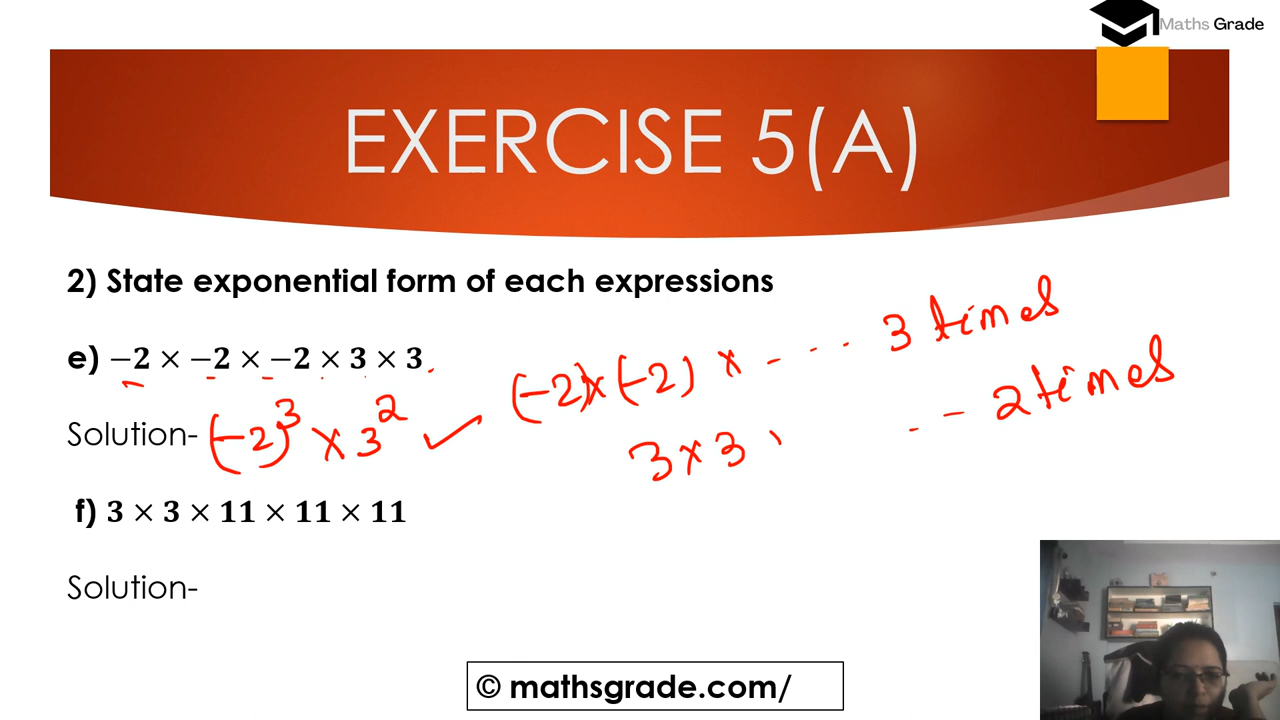 Maths Grade
EXERCISE 5(A)
2) State exponential form of each expressions
e) −2 × −2 × −2 × 3 × 3
(-2)x(-2) x - - - - 3 times
Solution- (-2)³ x 3² ✓
3x3 - - 2 times
f) 3 × 3 × 11 × 11 × 11
Solution-
© mathsgrade.com/